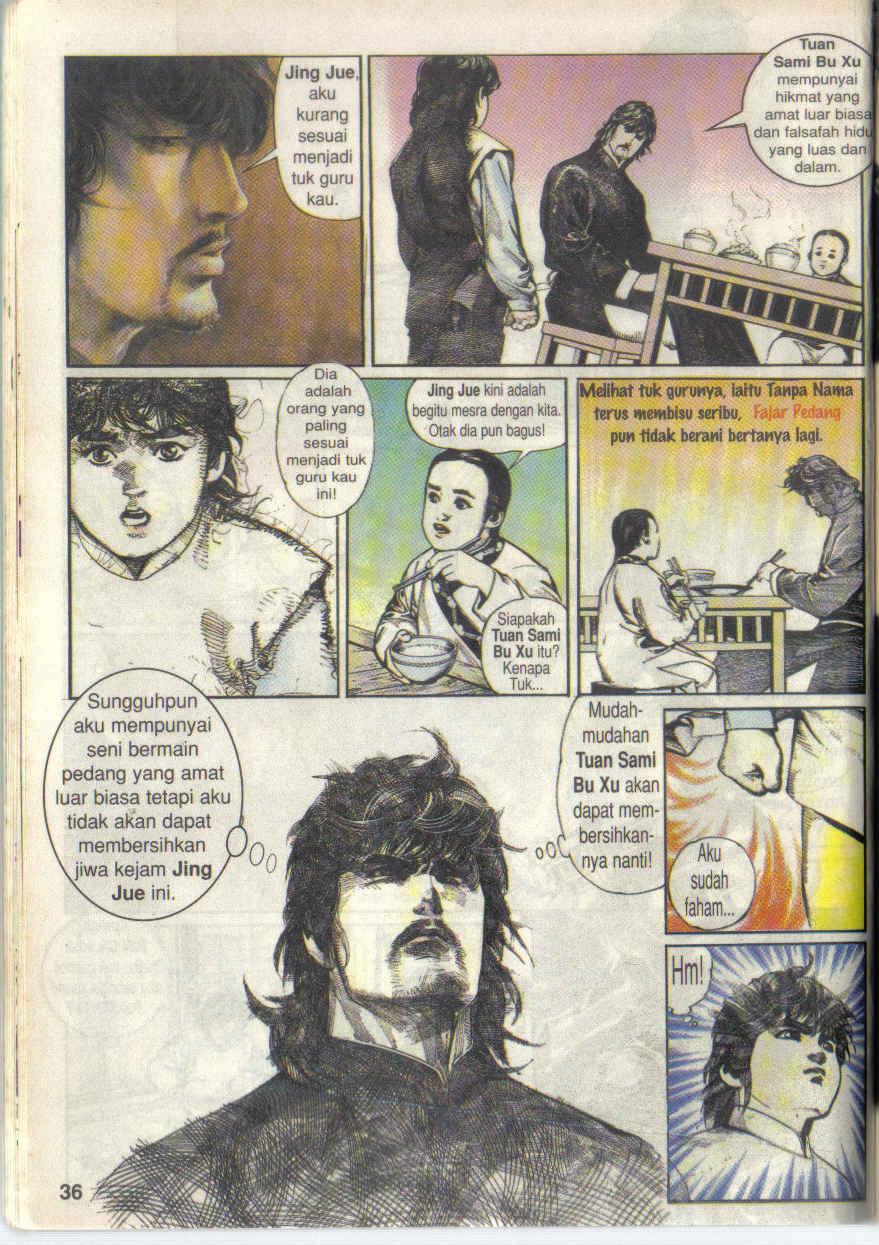 Jing Jue,
aku
kurang
sesuai
menjadi
tuk guru
kau.
Tuan
Sami Bu Xu
mempunyai
hikmat yang
amat luar biasa
dan falsafah hidu
yang luas dan
dalam.
Dia
adalah
orang yang
paling
sesuai
menjadi tuk
guru kau
ini!
Jing Jue kini adalah
begitu mesra dengan kita.
Otak dia pun bagus!
Siapakah
Tuan Sami
Bu Xu itu?
Kenapa
Tuk...
Melihat tuk gurunya, iaitu Tanpa Nama
terus membisu seribu, Fajar Pedang
pun tidak berani bertanya lagi.
Sungguhpun
aku mempunyai
seni bermain
pedang yang amat
luar biasa tetapi aku
tidak akan dapat
membersihkan
jiwa kejam Jing
Jue ini.
Mudah-
mudahan
Tuan Sami
Bu Xu akan
dapat mem-
bersihkan-
nya nanti!
Aku
sudah
faham...
Hm!
36